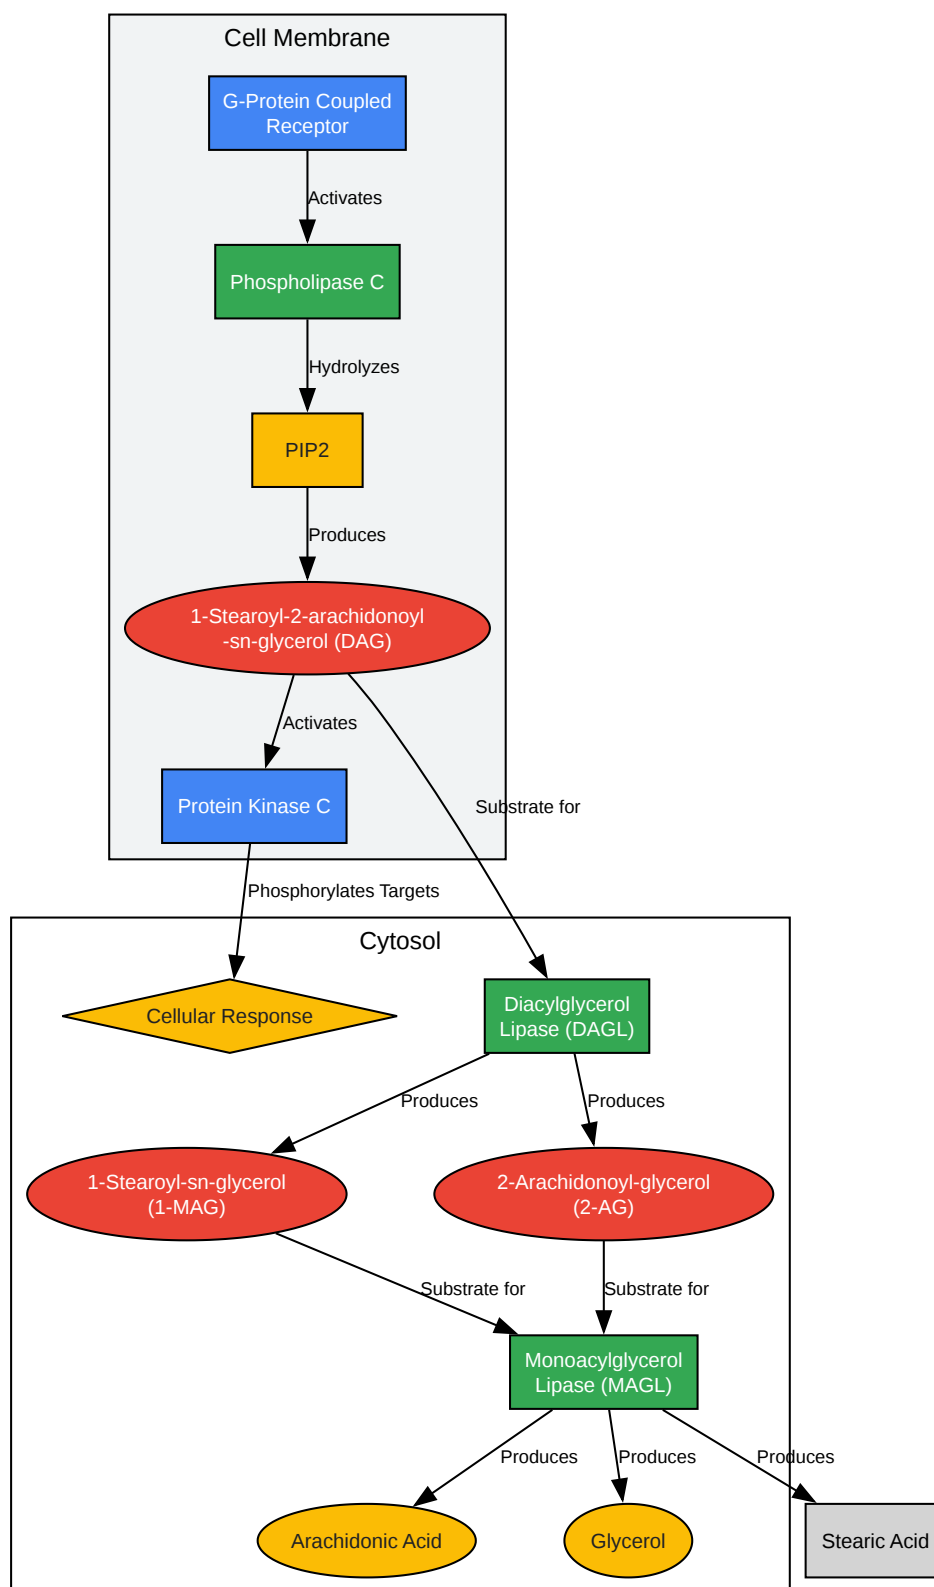 Cell Membrane
G-Protein Coupled
Receptor
Activates
Phospholipase C
Hydrolyzes
PIP2
Produces
1-Stearoyl-2-arachidonoyl
-sn-glycerol (DAG)
Activates
Protein Kinase C
Substrate for
Phosphorylates Targets
Cytosol
Cellular Response
Diacylglycerol
Lipase (DAGL)
Produces
Produces
1-Stearoyl-sn-glycerol
(1-MAG)
2-Arachidonoyl-glycerol
(2-AG)
Substrate for
Substrate for
Monoacylglycerol
Lipase (MAGL)
Produces
Produces
Produces
Arachidonic Acid
Glycerol
Stearic Acid